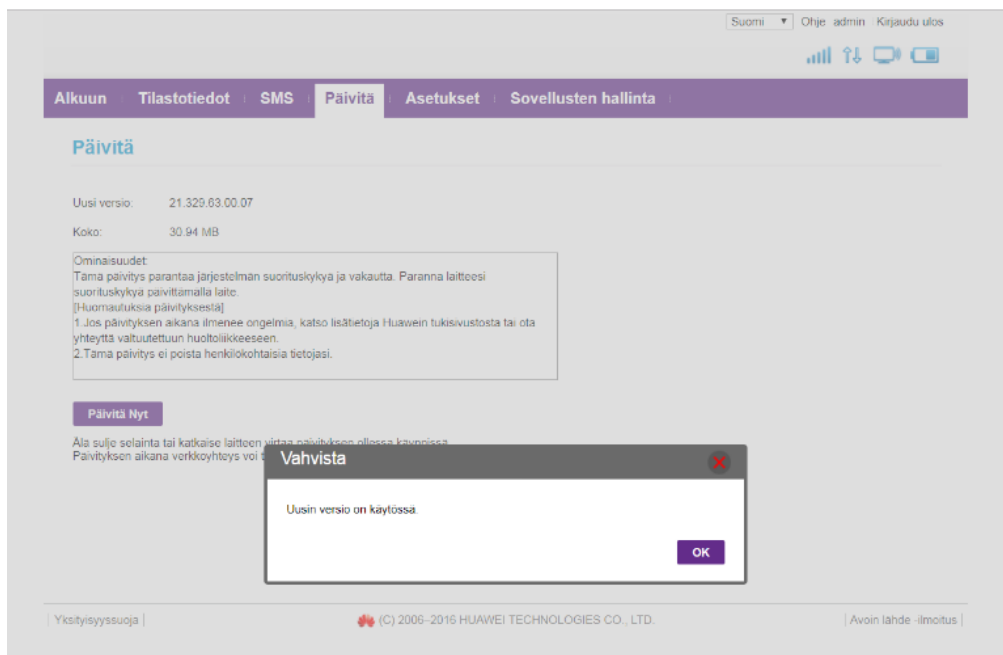 Suomi Ohje admin Kirjaudu ulos
Alkuun Tilastotiedot SMS Päivitä Asetukset Sovellusten hallinta
Päivitä
Uusi versio: 21.329.63.00.07
Koko: 30.94 MB
Ominaisuudet:
Tämä päivitys parantaa järjestelmän suorituskykyä ja vakautta. Paranna laitteesi
suorituskykyä päivittämällä laite.
[Huomautuksia päivityksestä]
1.Jos päivityksen aikana ilmenee ongelmia, katso lisätietoja Huawein tukisivustosta tai ota
yhteyttä valtuutettuun huoltoliikkeeseen.
2.Tämä päivitys ei poista henkilökohtaisia tietojasi.
Päivitä Nyt
Älä sulje selainta tai katkaise laitteen virtaa päivityksen ollessa käynnissä.
Päivityksen aikana verkkoyhteys voi
Vahvista
Uusin versio on käytössä.
OK
Yksityisyyssuoja | (C) 2006–2016 HUAWEI TECHNOLOGIES CO., LTD. | Avoin lähde -ilmoitus |